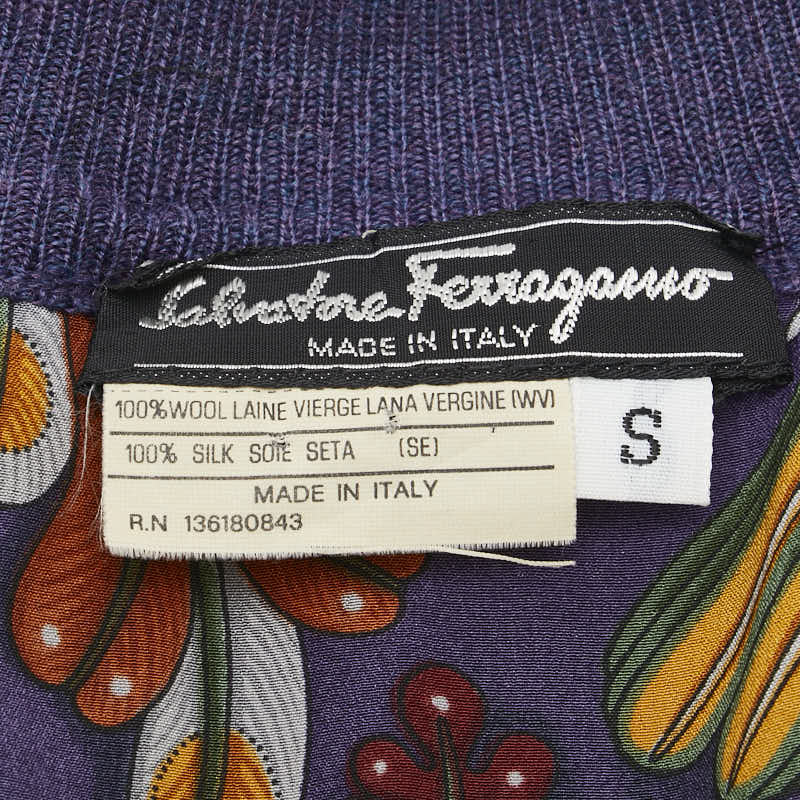 Salvatore Ferragamo
MADE IN ITALY
100%WOOL LAINE VIERGE LANA VERGINE (WV)
100% SILK SOIE SETA (SE)
MADE IN ITALY
R.N 136180843
S